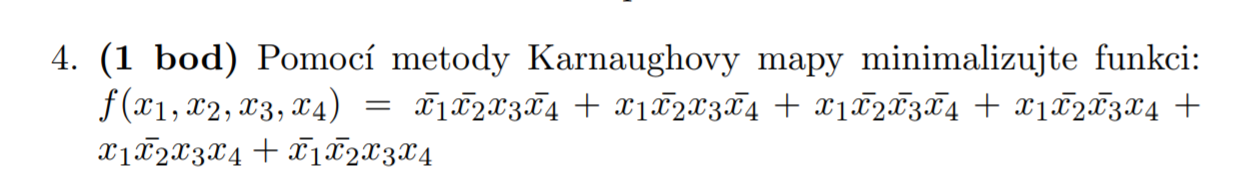 4. (1 bod) Pomocí metody Karnaughovy mapy minimalizujte funkci:
f(x₁, x₂, x₃, x₄) = x̄₁x̄₂x₃x̄₄ + x₁x̄₂x₃x̄₄ + x₁x̄₂x̄₃x̄₄ + x₁x̄₂x̄₃x₄ +
x₁x̄₂x₃x₄ + x̄₁x̄₂x₃x₄